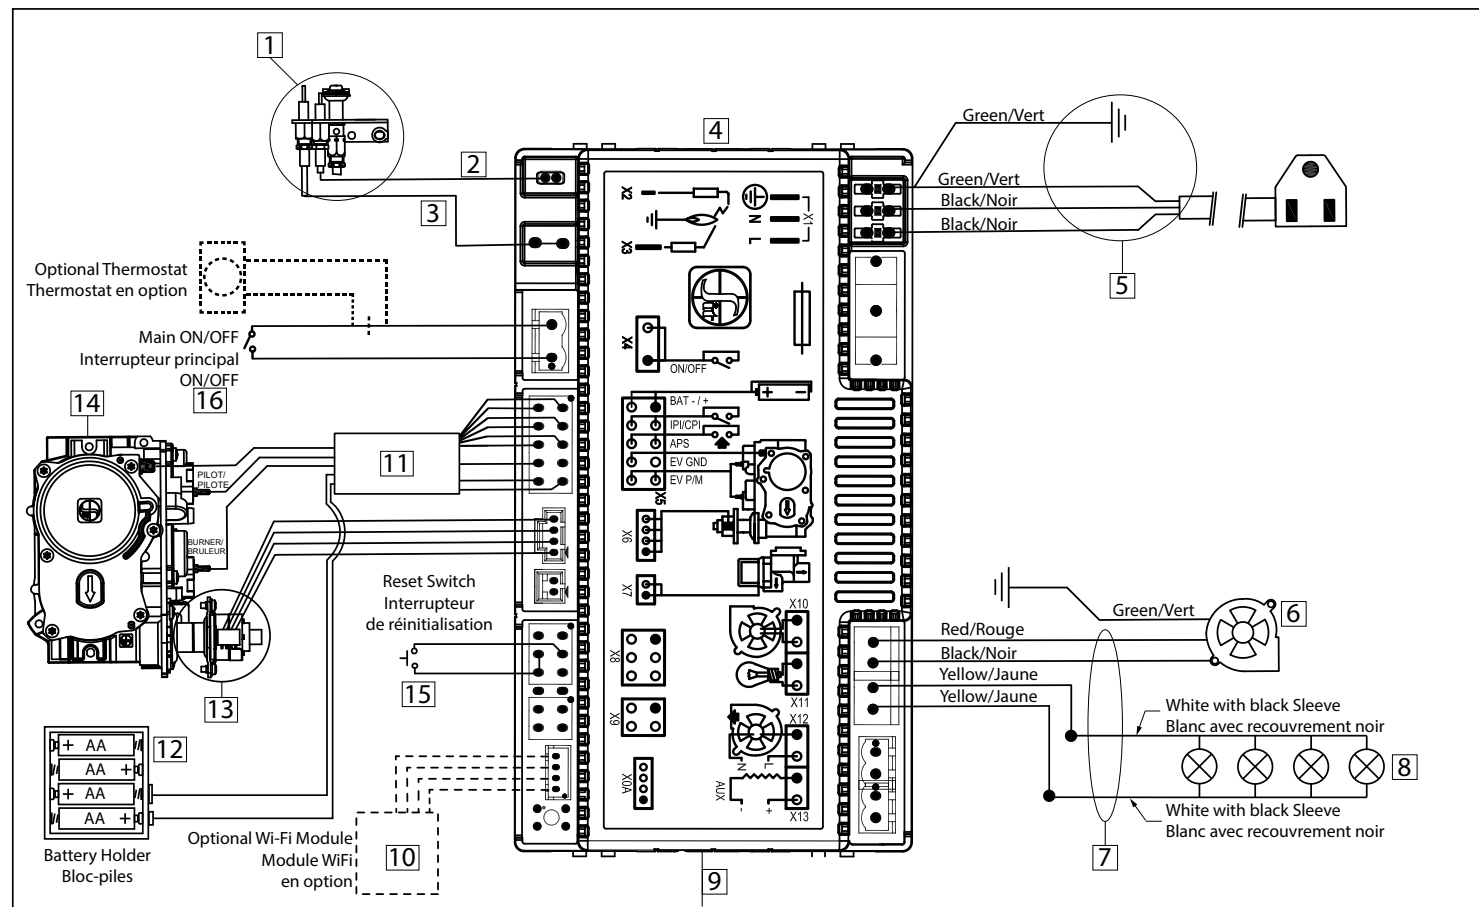 1
2
3
4
5
Green/Vert
Green/Vert
Black/Noir
Black/Noir
Optional Thermostat
Thermostat en option
Main ON/OFF
Interrupteur principal
ON/OFF
16
14
11
PILOT/
PILOTE
BURNER/
BRULEUR
13
Reset Switch
Interrupteur
de réinitialisation
15
12
+ AA
AA +
+ AA
AA +
Battery Holder
Bloc-piles
Optional Wi-Fi Module
Module WiFi
en option
10
9
X2
X3
N
L
X1
X4
ON/OFF
+ -
BAT - / +
IPI/CPI
APS
EV GND
EV P/M
X5
X6
X7
X10
X8
X11
X9
X12
N L
X0A
AUX
- +
X13
Green/Vert
6
Red/Rouge
Black/Noir
Yellow/Jaune
Yellow/Jaune
White with black Sleeve
Blanc avec recouvrement noir
8
White with black Sleeve
Blanc avec recouvrement noir
7